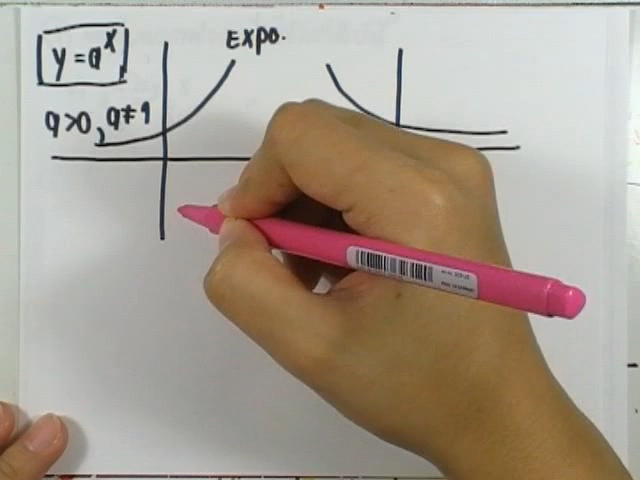 Expo.
y = a^x
a > 0, a ≠ 1